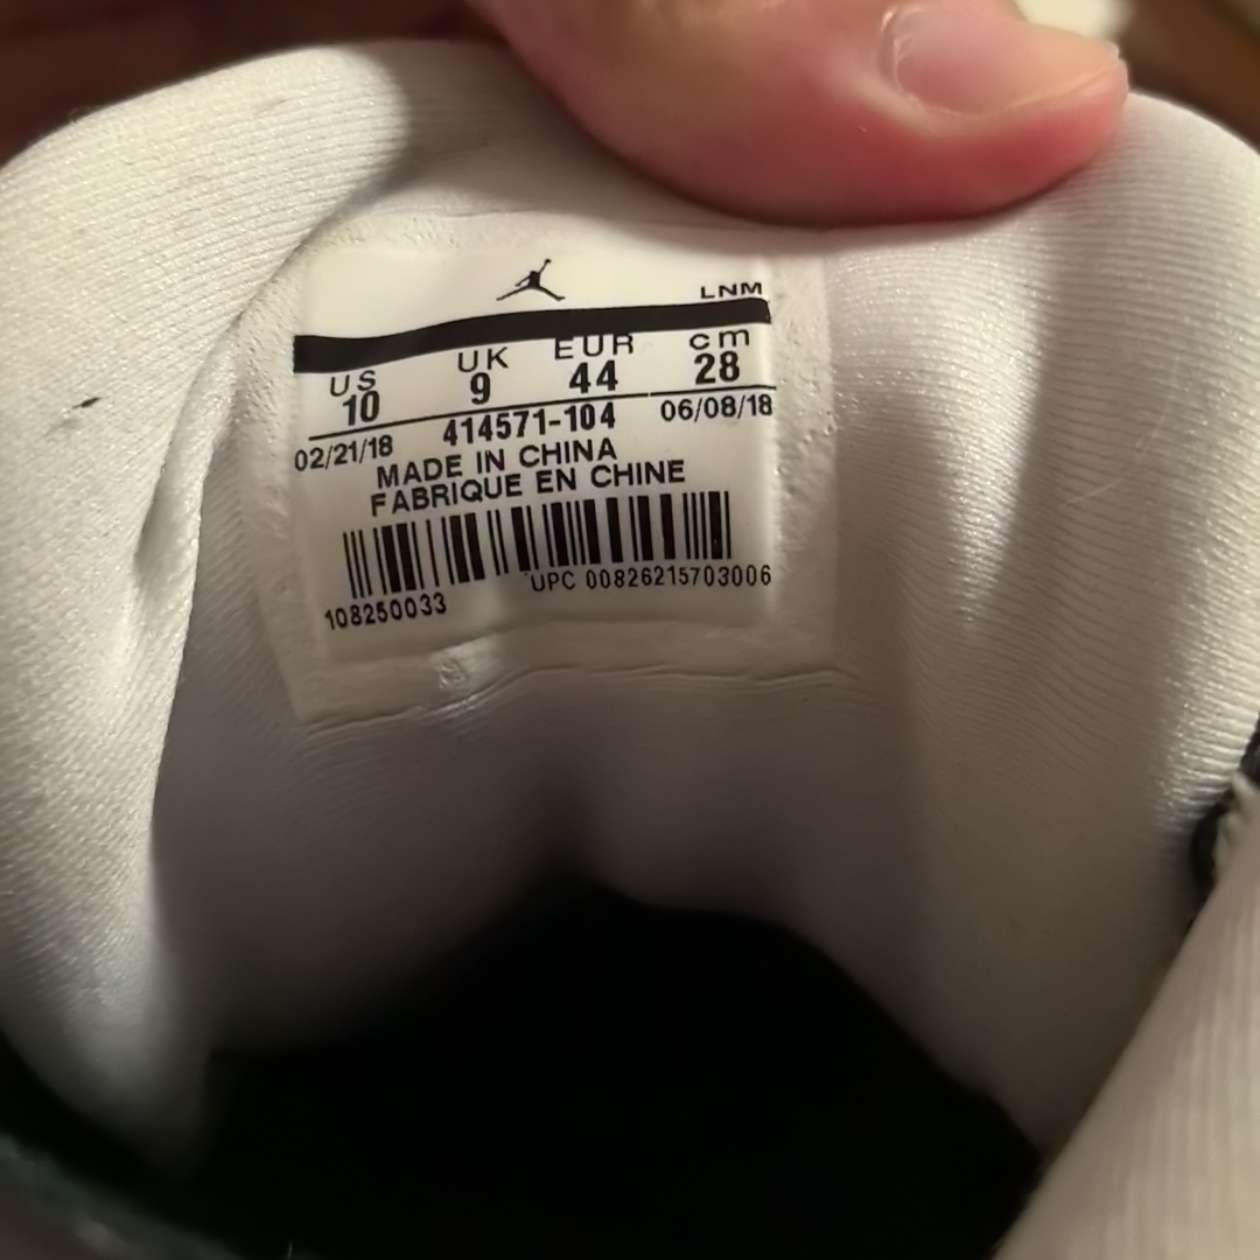 LNM
US UK EUR cm
10 9 44 28
02/21/18 414571-104 06/08/18
MADE IN CHINA
FABRIQUE EN CHINE
108250033 UPC 00826215703006